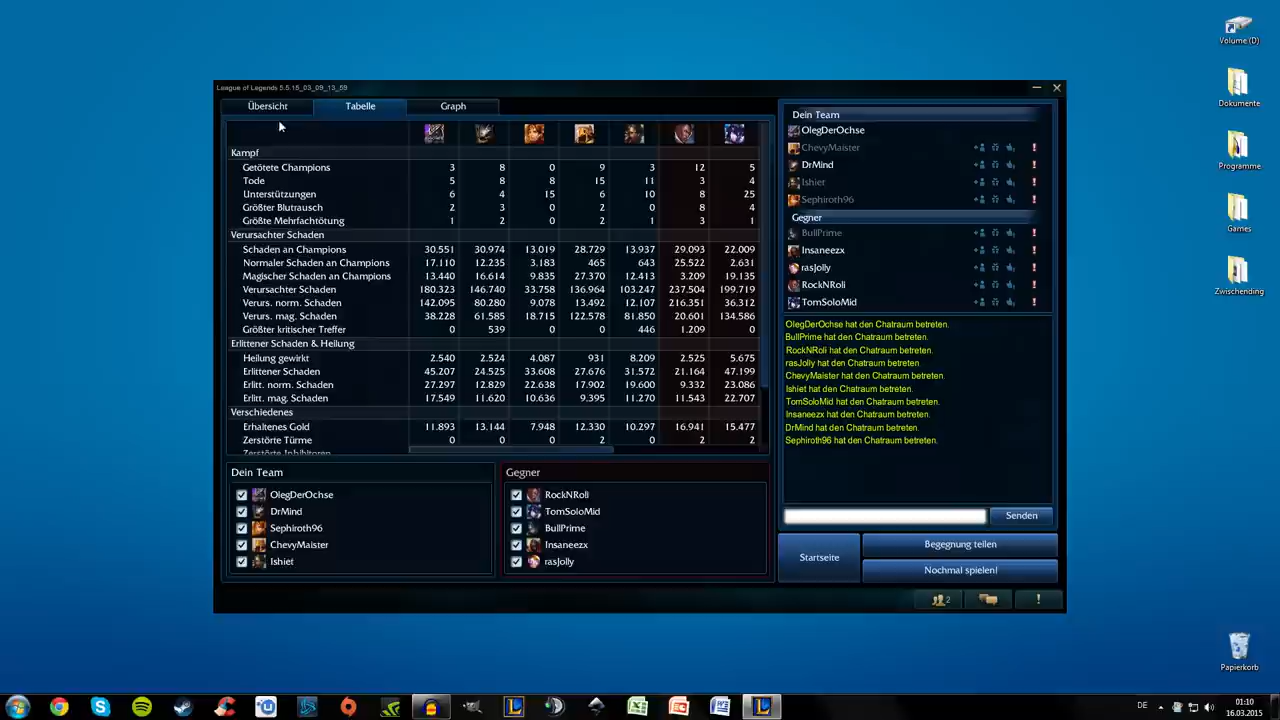 Volume (D)
Dokumente
Programme
Games
Zwischending
Papierkorb
League of Legends 5.5.15_03_09_13_59
Übersicht Tabelle Graph
Kampf
Getötete Champions 3 8 0 9 3 12 5
Tode 5 8 8 15 11 3 4
Unterstützungen 6 4 15 6 10 8 25
Größter Blutrausch 2 3 0 2 0 8 4
Größte Mehrfachtötung 1 2 0 2 1 3 1
Verursachter Schaden
Schaden an Champions 30.551 30.974 13.019 28.729 13.937 29.093 22.009
Normaler Schaden an Champions 17.110 12.235 3.183 465 643 25.522 2.631
Magischer Schaden an Champions 13.440 16.614 9.835 27.370 12.413 3.209 19.135
Verursachter Schaden 180.323 146.740 33.758 136.964 103.247 237.504 199.719
Verurs. norm. Schaden 142.095 80.280 9.078 13.492 12.107 216.351 36.312
Verurs. mag. Schaden 38.228 61.585 18.715 122.578 81.850 20.601 134.586
Größter kritischer Treffer 0 539 0 0 446 1.209 0
Erlittener Schaden & Heilung
Heilung gewirkt 2.540 2.524 4.087 931 8.209 2.525 5.675
Erlittener Schaden 45.207 24.525 33.608 27.676 31.572 21.164 47.199
Erlitt. norm. Schaden 27.297 12.829 22.638 17.902 19.600 9.332 23.086
Erlitt. mag. Schaden 17.549 11.620 10.636 9.395 11.270 11.543 22.707
Verschiedenes
Erhaltenes Gold 11.893 13.144 7.948 12.330 10.297 16.941 15.477
Zerstörte Türme 0 0 0 2 0 2 2
Zerstörte Inhibitoren
Dein Team
OlegDerOchse
DrMind
Sephiroth96
ChevyMaister
Ishiet
Gegner
RockNRoli
TomSoloMid
BullPrime
Insaneezx
rasJolly
Dein Team
OlegDerOchse
ChevyMaister
DrMind
Ishiet
Sephiroth96
Gegner
BullPrime
Insaneezx
rasJolly
RockNRoli
TomSoloMid
OlegDerOchse hat den Chatraum betreten.
BullPrime hat den Chatraum betreten.
RockNRoli hat den Chatraum betreten.
rasJolly hat den Chatraum betreten
ChevyMaister hat den Chatraum betreten.
Ishiet hat den Chatraum betreten.
TomSoloMid hat den Chatraum betreten.
Insaneezx hat den Chatraum betreten.
DrMind hat den Chatraum betreten.
Sephiroth96 hat den Chatraum betreten.
Senden
Startseite
Begegnung teilen
Nochmal spielen!
2
DE
01:10
16.03.2015